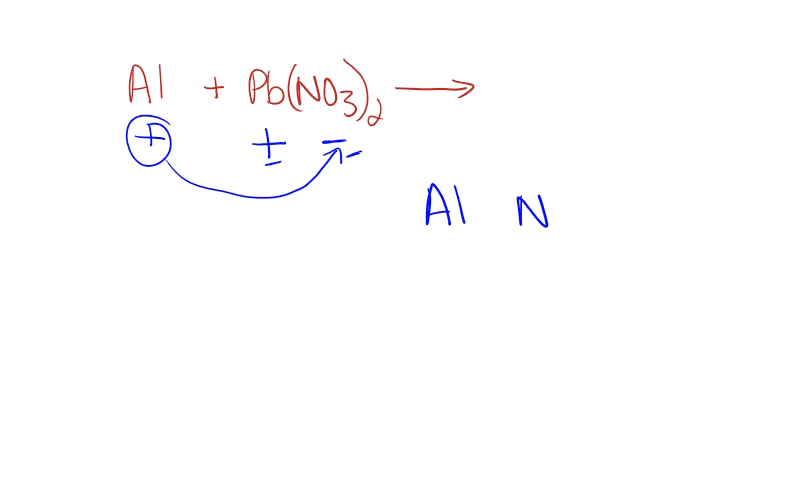 Al + Pb(NO3)2 →
+ + -
Al N